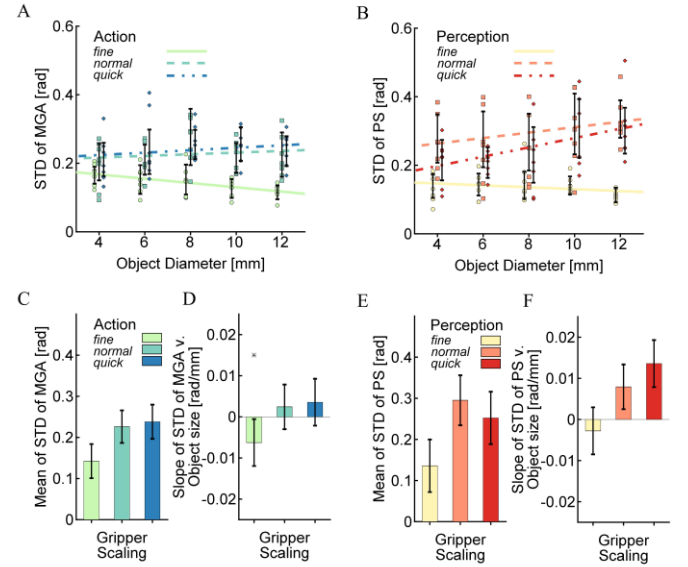 A
Action
fine
normal
quick
STD of MGA [rad]
0.6
0.4
0.2
0
4 6 8 10 12
Object Diameter [mm]
B
Perception
fine
normal
quick
STD of PS [rad]
0.6
0.4
0.2
0
4 6 8 10 12
Object Diameter [mm]
C
Action
fine
normal
quick
Mean of STD of MGA [rad]
0.4
0.3
0.2
0.1
0
Gripper
Scaling
D
Slope of STD of MGA v.
Object size [rad/mm]
0.02
0.01
0
-0.01
-0.02
×
Gripper
Scaling
E
Perception
fine
normal
quick
Mean of STD of PS [rad]
0.4
0.3
0.2
0.1
0
Gripper
Scaling
F
Slope of STD of PS v.
Object size [rad/mm]
0.02
0.01
0
-0.01
-0.02
Gripper
Scaling